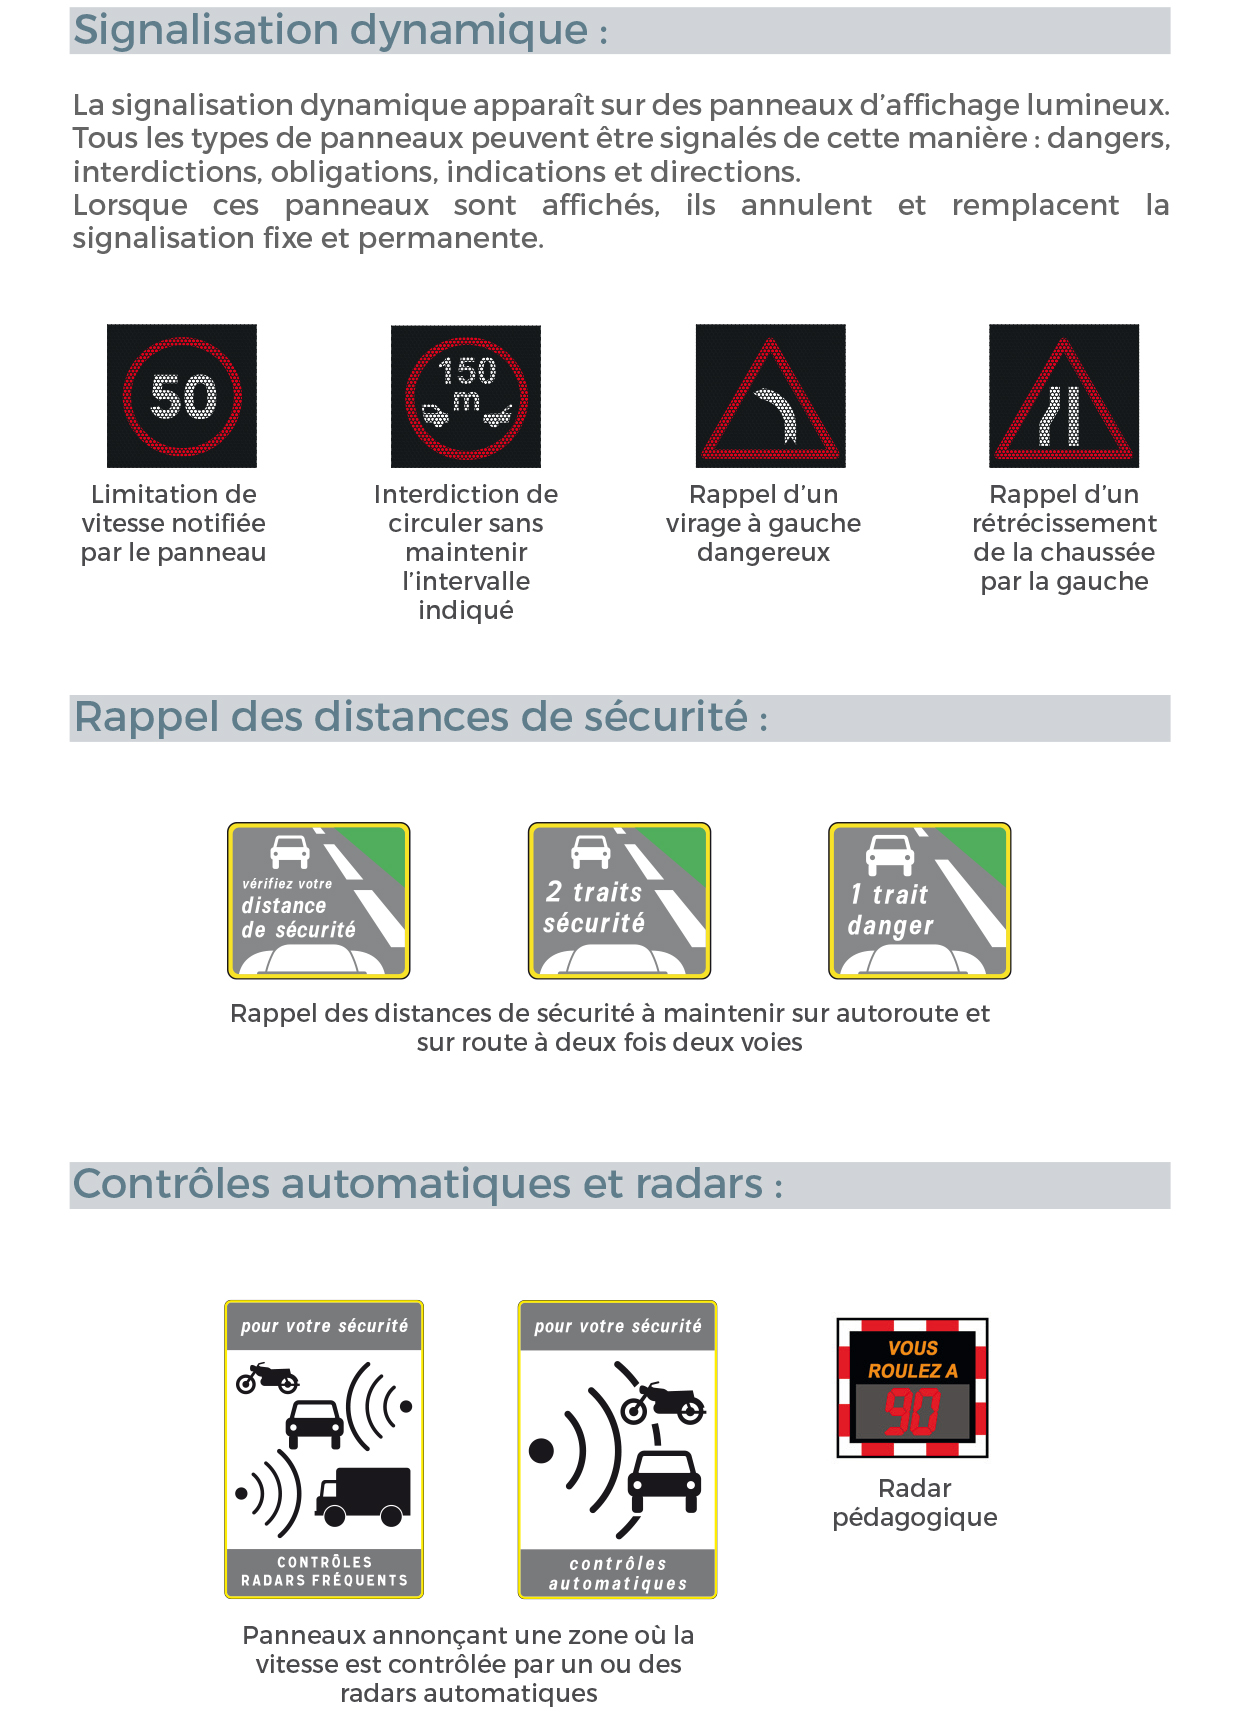 Signalisation dynamique :
La signalisation dynamique apparaît sur des panneaux d’affichage lumineux.
Tous les types de panneaux peuvent être signalés de cette manière : dangers,
interdictions, obligations, indications et directions.
Lorsque ces panneaux sont affichés, ils annulent et remplacent la
signalisation fixe et permanente.
50
150
m
Limitation de
vitesse notifiée
par le panneau
Interdiction de
circuler sans
maintenir
l’intervalle
indiqué
Rappel d’un
virage à gauche
dangereux
Rappel d’un
rétrécissement
de la chaussée
par la gauche
Rappel des distances de sécurité :
vérifiez votre
distance
de sécurité
2 traits
sécurité
1 trait
danger
Rappel des distances de sécurité à maintenir sur autoroute et
sur route à deux fois deux voies
Contrôles automatiques et radars :
pour votre sécurité
CONTRÔLES
RADARS FRÉQUENTS
pour votre sécurité
contrôles
automatiques
VOUS
ROULEZ A
90
Radar
pédagogique
Panneaux annonçant une zone où la
vitesse est contrôlée par un ou des
radars automatiques